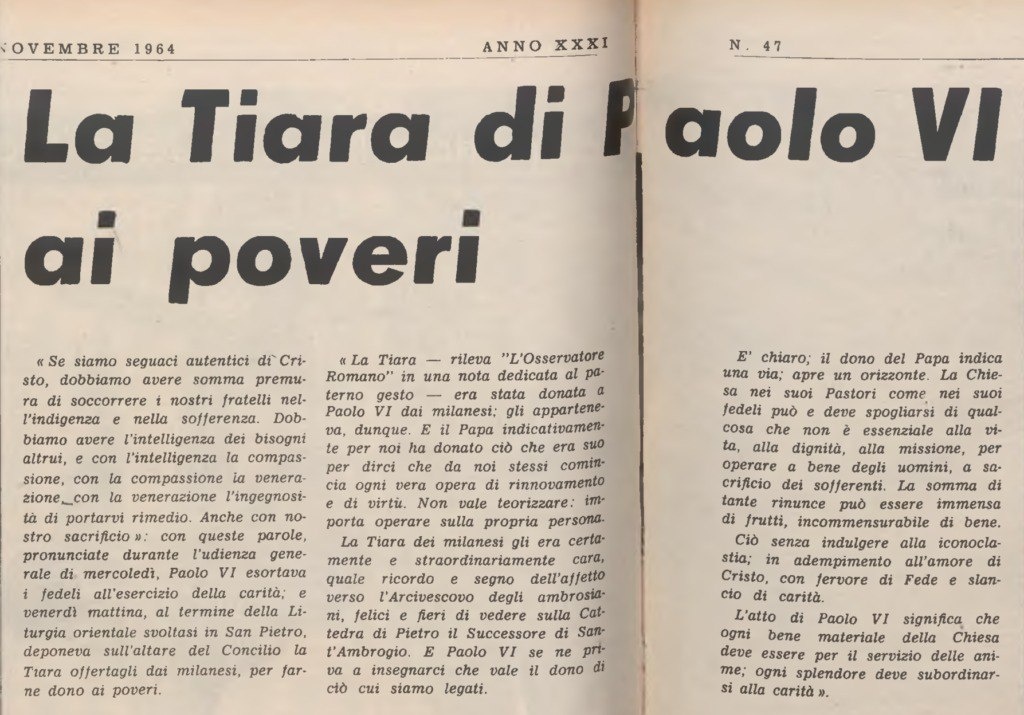 NOVEMBRE 1964
ANNO XXXI
N. 47
La Tiara di Paolo VI
ai poveri
« Se siamo seguaci autentici di Cri-
sto, dobbiamo avere somma premu-
ra di soccorrere i nostri fratelli nel-
l'indigenza e nella sofferenza. Dob-
biamo avere l'intelligenza dei bisogni
altrui, e con l'intelligenza la compas-
sione, con la compassione la venera-
zione, con la venerazione l'ingegnosi-
tà di portarvi rimedio. Anche con no-
stro sacrificio »: con queste parole,
pronunciate durante l'udienza gene-
rale di mercoledì, Paolo VI esortava
i fedeli all'esercizio della carità; e
venerdì mattina, al termine della Li-
turgia orientale svoltasi in San Pietro,
deponeva sull'altare del Concilio la
Tiara offertagli dai milanesi, per far-
ne dono ai poveri.
« La Tiara — rileva "L'Osservatore
Romano" in una nota dedicata al pa-
terno gesto — era stata donata a
Paolo VI dai milanesi; gli appartene-
va, dunque. E il Papa indicativamen-
te per noi ha donato ciò che era suo
per dirci che da noi stessi comin-
cia ogni vera opera di rinnovamento
e di virtù. Non vale teorizzare: im-
porta operare sulla propria persona.
La Tiara dei milanesi gli era certa-
mente e straordinariamente cara,
quale ricordo e segno dell'affetto
verso l'Arcivescovo degli ambrosia-
ni, felici e fieri di vedere sulla Cat-
tedra di Pietro il Successore di San-
t'Ambrogio. E Paolo VI se ne pri-
va a insegnarci che vale il dono di
ciò cui siamo legati.
E' chiaro; il dono del Papa indica
una via; apre un orizzonte. La Chie-
sa nei suoi Pastori come nei suoi
fedeli può e deve spogliarsi di qual-
cosa che non è essenziale alla vi-
ta, alla dignità, alla missione, per
operare a bene degli uomini, a sa-
crificio dei sofferenti. La somma di
tante rinunce può essere immensa
di frutti, incommensurabile di bene.
Ciò senza indulgere alla iconocla-
stia; in adempimento all'amore di
Cristo, con fervore di Fede e slan-
cio di carità.
L'atto di Paolo VI significa che
ogni bene materiale della Chiesa
deve essere per il servizio delle ani-
me; ogni splendore deve subordinar-
si alla carità ».